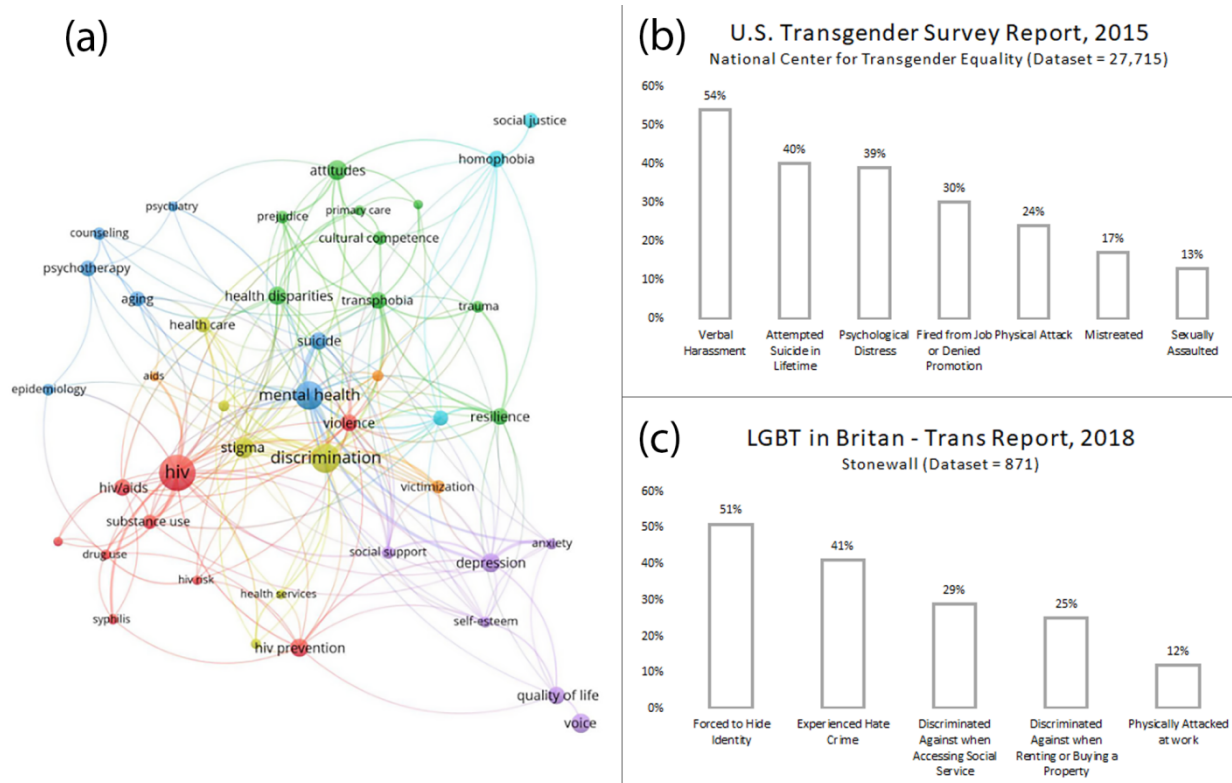 (a)
social justice
homophobia
attitudes
psychiatry
prejudice
primary care
counseling
cultural competence
psychotherapy
aging
health disparities
transphobia
trauma
health care
suicide
epidemiology
aids
mental health
violence
resilience
stigma
discrimination
hiv
hiv/aids
victimization
substance use
drug use
social support
anxiety
depression
hiv risk
health services
syphilis
self-esteem
hiv prevention
quality of life
voice
(b)
U.S. Transgender Survey Report, 2015
National Center for Transgender Equality (Dataset = 27,715)
60%
50%
40%
30%
20%
10%
0%
54%
40%
39%
30%
24%
17%
13%
Verbal
Harassment
Attempted
Suicide in
Lifetime
Psychological
Distress
Fired from Job
or Denied
Promotion
Physical Attack
Mistreated
Sexually
Assaulted
(c)
LGBT in Britan - Trans Report, 2018
Stonewall (Dataset = 871)
60%
50%
40%
30%
20%
10%
0%
51%
41%
29%
25%
12%
Forced to Hide
Identity
Experienced Hate
Crime
Discriminated
Against when
Accessing Social
Service
Discriminated
Against when
Renting or Buying a
Property
Physically Attacked
at work